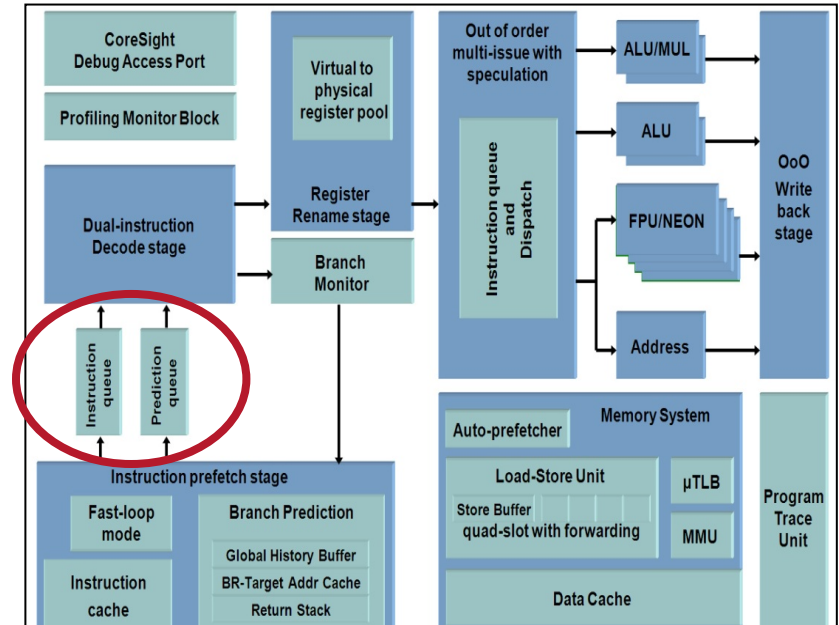 CoreSight
Debug Access Port
Profiling Monitor Block
Virtual to
physical
register pool
Register
Rename stage
Out of order
multi-issue with
speculation
Instruction queue
and
Dispatch
ALU/MUL
ALU
FPU/NEON
Address
OoO
Write
back
stage
Dual-instruction
Decode stage
Branch
Monitor
Instruction
queue
Prediction
queue
Instruction prefetch stage
Fast-loop
mode
Instruction
cache
Branch Prediction
Global History Buffer
BR-Target Addr Cache
Return Stack
Memory System
Auto-prefetcher
Load-Store Unit
Store Buffer
quad-slot with forwarding
µTLB
MMU
Data Cache
Program
Trace
Unit